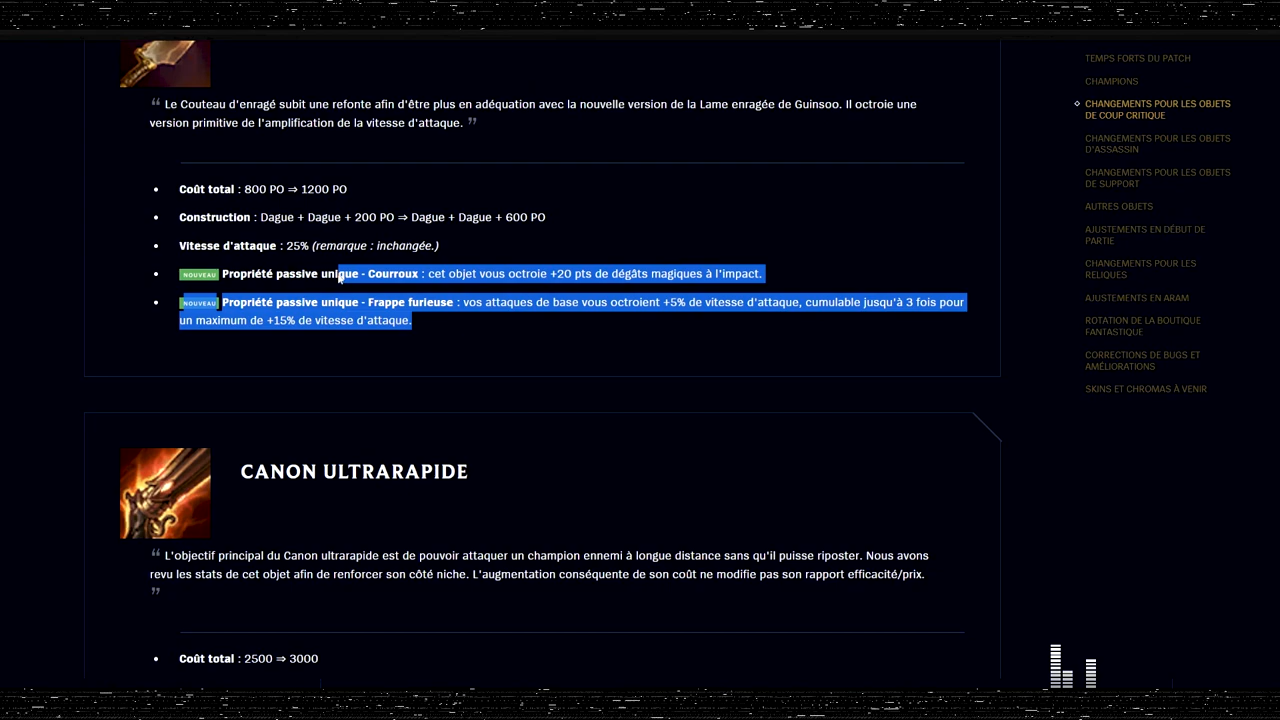 “ Le Couteau d'enragé subit une refonte afin d'être plus en adéquation avec la nouvelle version de la Lame enragée de Guinsoo. Il octroie une
version primitive de l'amplification de la vitesse d'attaque. ”
• Coût total : 800 PO ⇒ 1200 PO
• Construction : Dague + Dague + 200 PO ⇒ Dague + Dague + 600 PO
• Vitesse d'attaque : 25% (remarque : inchangée.)
• NOUVEAU Propriété passive unique - Courroux : cet objet vous octroie +20 pts de dégâts magiques à l'impact.
• NOUVEAU Propriété passive unique - Frappe furieuse : vos attaques de base vous octroient +5% de vitesse d'attaque, cumulable jusqu'à 3 fois pour
un maximum de +15% de vitesse d'attaque.
CANON ULTRARAPIDE
“ L'objectif principal du Canon ultrarapide est de pouvoir attaquer un champion ennemi à longue distance sans qu'il puisse riposter. Nous avons
revu les stats de cet objet afin de renforcer son côté niche. L'augmentation conséquente de son coût ne modifie pas son rapport efficacité/prix.
”
• Coût total : 2500 ⇒ 3000
TEMPS FORTS DU PATCH
CHAMPIONS
CHANGEMENTS POUR LES OBJETS
DE COUP CRITIQUE
CHANGEMENTS POUR LES OBJETS
D'ASSASSIN
CHANGEMENTS POUR LES OBJETS
DE SUPPORT
AUTRES OBJETS
AJUSTEMENTS EN DÉBUT DE
PARTIE
CHANGEMENTS POUR LES
RELIQUES
AJUSTEMENTS EN ARAM
ROTATION DE LA BOUTIQUE
FANTASTIQUE
CORRECTIONS DE BUGS ET
AMÉLIORATIONS
SKINS ET CHROMAS À VENIR